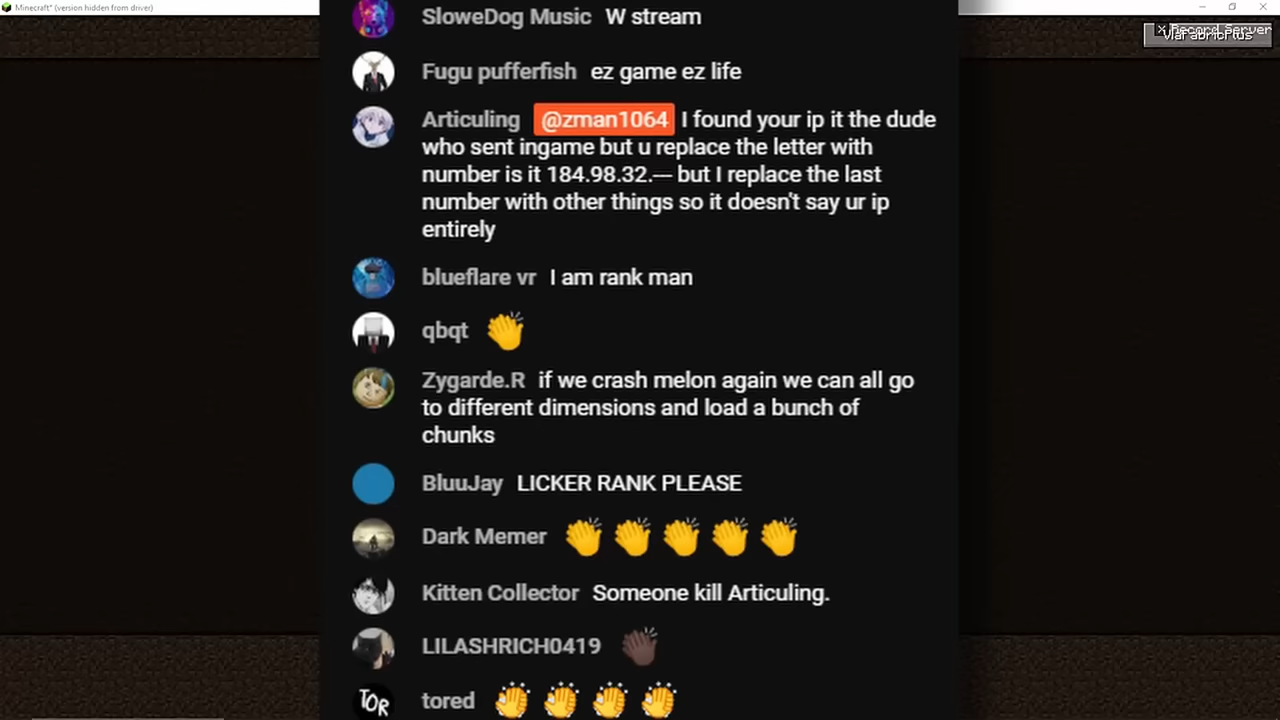 Minecraft* (version hidden from driver)
Record Server
ViaFabricPlus
SloweDog Music W stream
Fugu pufferfish ez game ez life
Articuling @zman1064 I found your ip it the dude
who sent ingame but u replace the letter with
number is it 184.98.32.--- but I replace the last
number with other things so it doesn't say ur ip
entirely
blueflare vr I am rank man
qbqt 👏
Zygarde.R if we crash melon again we can all go
to different dimensions and load a bunch of
chunks
BluuJay LICKER RANK PLEASE
Dark Memer 👏 👏 👏 👏 👏
Kitten Collector Someone kill Articuling.
LILASHRICH0419 👏🏿
TOR
tored 👏 👏 👏 👏